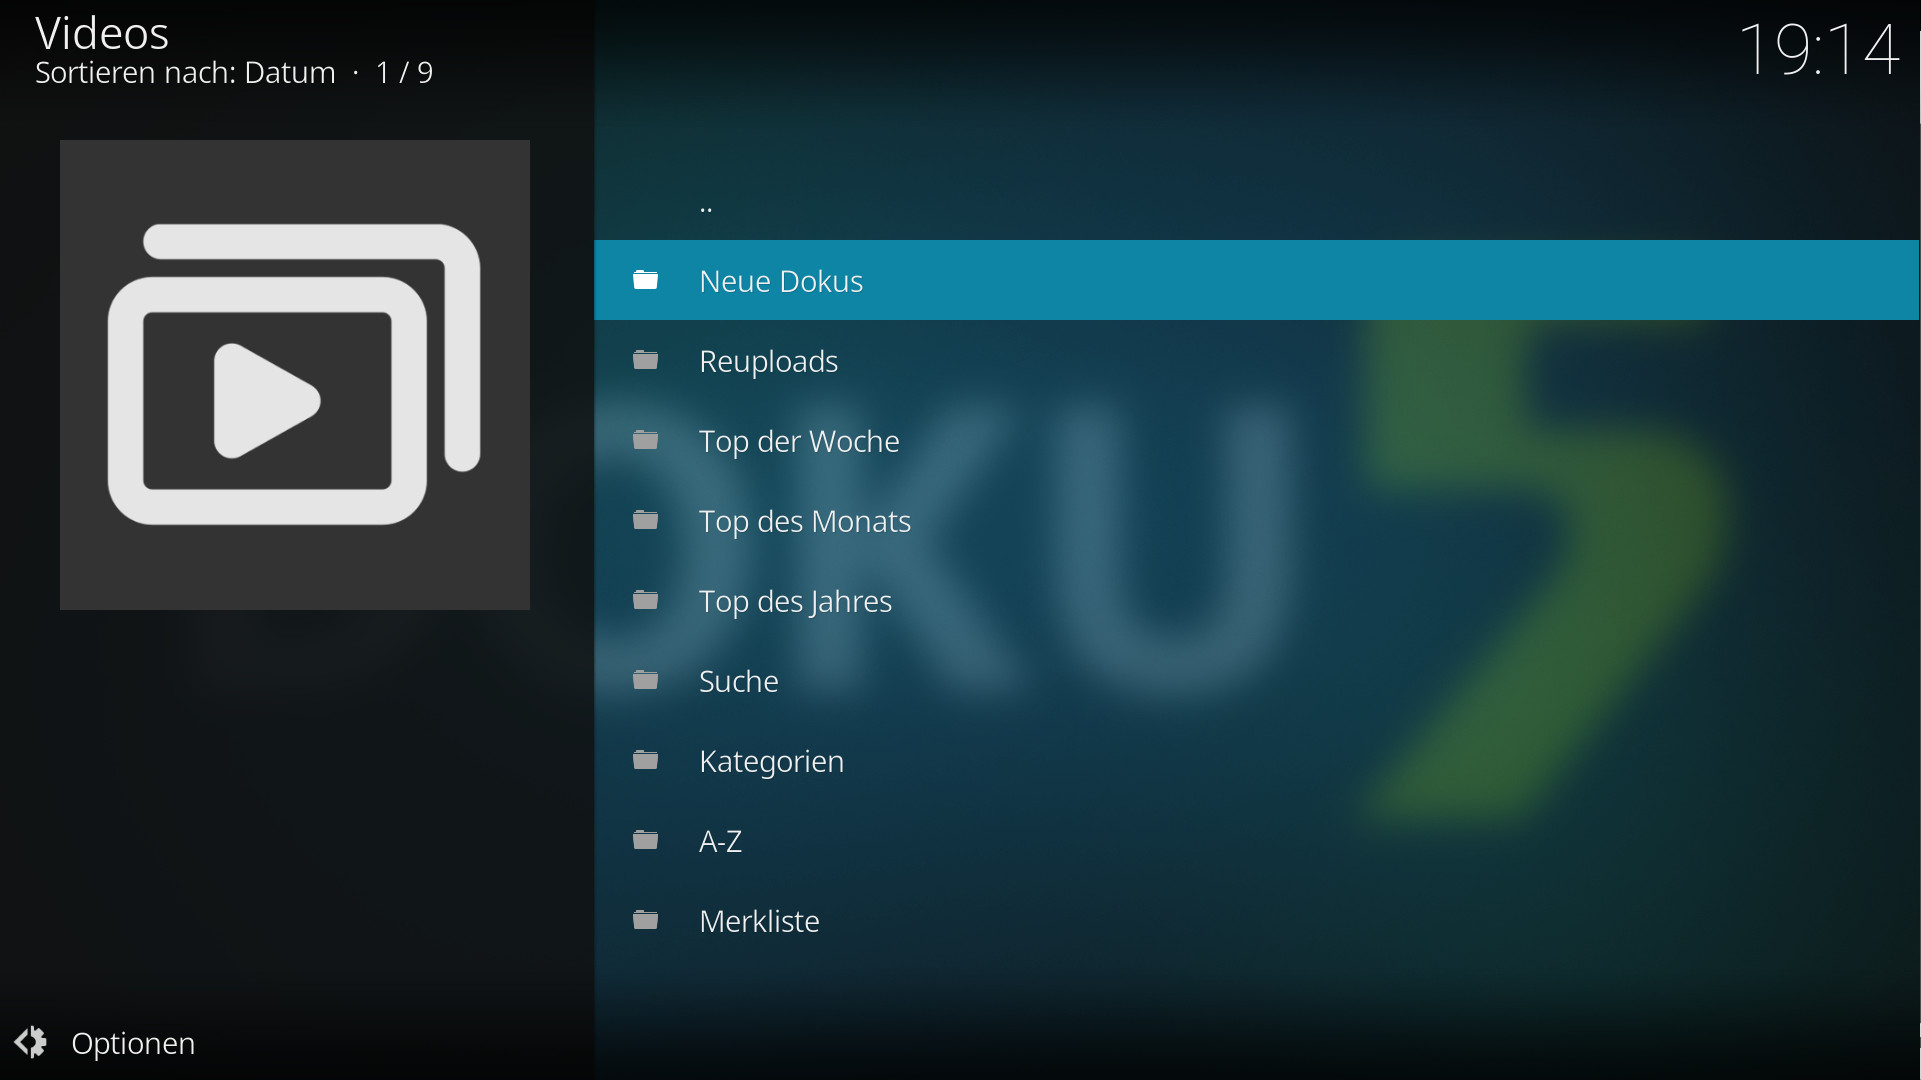 Videos
Sortieren nach: Datum · 1 / 9
19:14
..
Neue Dokus
Reuploads
Top der Woche
Top des Monats
Top des Jahres
Suche
Kategorien
A-Z
Merkliste
DOKU5
Optionen